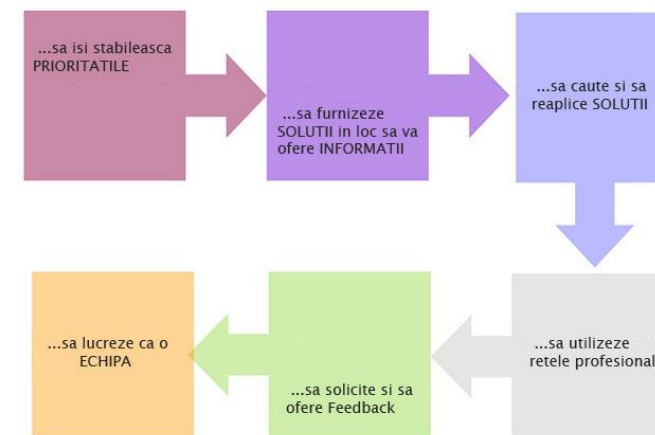 ...sa isi stabileasca
PRIORITATILE
...sa furnizeze
SOLUTII in loc sa va
ofere INFORMATII
...sa caute si sa
reaplice SOLUTII
...sa utilizeze
retele profesional
...sa solicite si sa
ofere Feedback
...sa lucreze ca o
ECHIPA